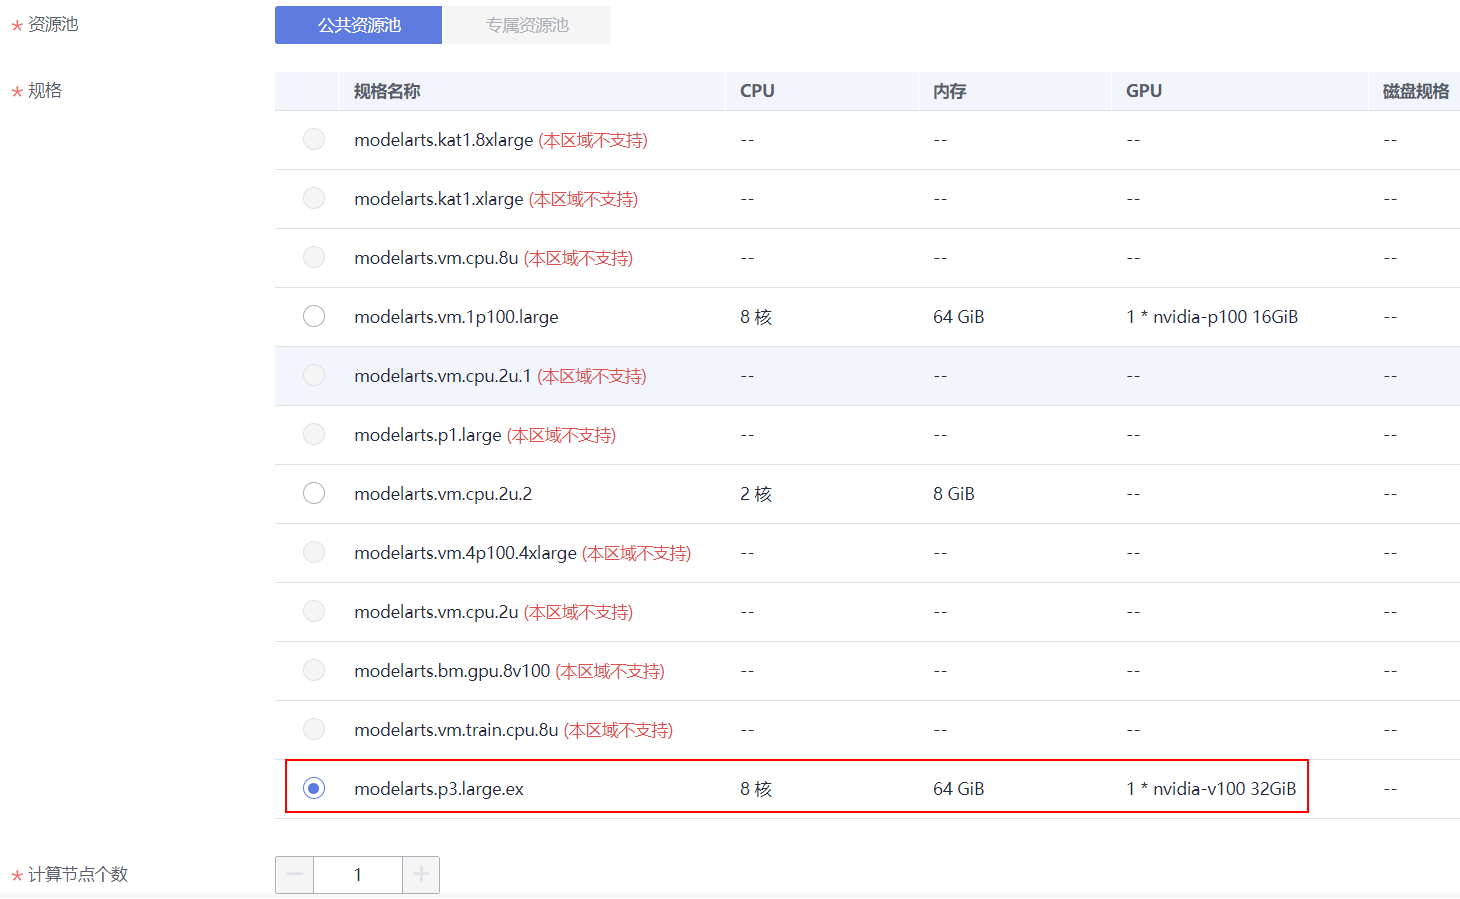 * 资源池 公共资源池 专属资源池
* 规格 规格名称 CPU 内存 GPU 磁盘规格
modelarts.kat1.8xlarge (本区域不支持) -- -- -- --
modelarts.kat1.xlarge (本区域不支持) -- -- -- --
modelarts.vm.cpu.8u (本区域不支持) -- -- -- --
modelarts.vm.1p100.large 8 核 64 GiB 1 * nvidia-p100 16GiB --
modelarts.vm.cpu.2u.1 (本区域不支持) -- -- -- --
modelarts.p1.large (本区域不支持) -- -- -- --
modelarts.vm.cpu.2u.2 2 核 8 GiB -- --
modelarts.vm.4p100.4xlarge (本区域不支持) -- -- -- --
modelarts.vm.cpu.2u (本区域不支持) -- -- -- --
modelarts.bm.gpu.8v100 (本区域不支持) -- -- -- --
modelarts.vm.train.cpu.8u (本区域不支持) -- -- -- --
modelarts.p3.large.ex 8 核 64 GiB 1 * nvidia-v100 32GiB --
* 计算节点个数 — 1 +